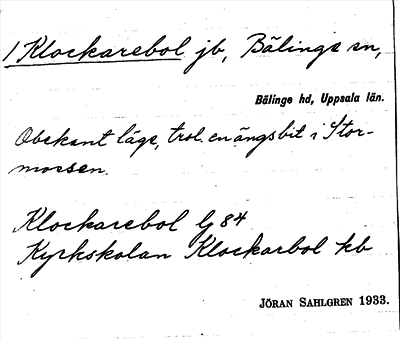 1 Klockarebol jb, Bälinge sn,
Bälinge hd, Uppsala län.
Obekant läge, trol. en ängsbit i Stor-
mossen.
Klockarebol lj 84
Kyrkskolan Klockarbol kb
JÖRAN SAHLGREN 1933.